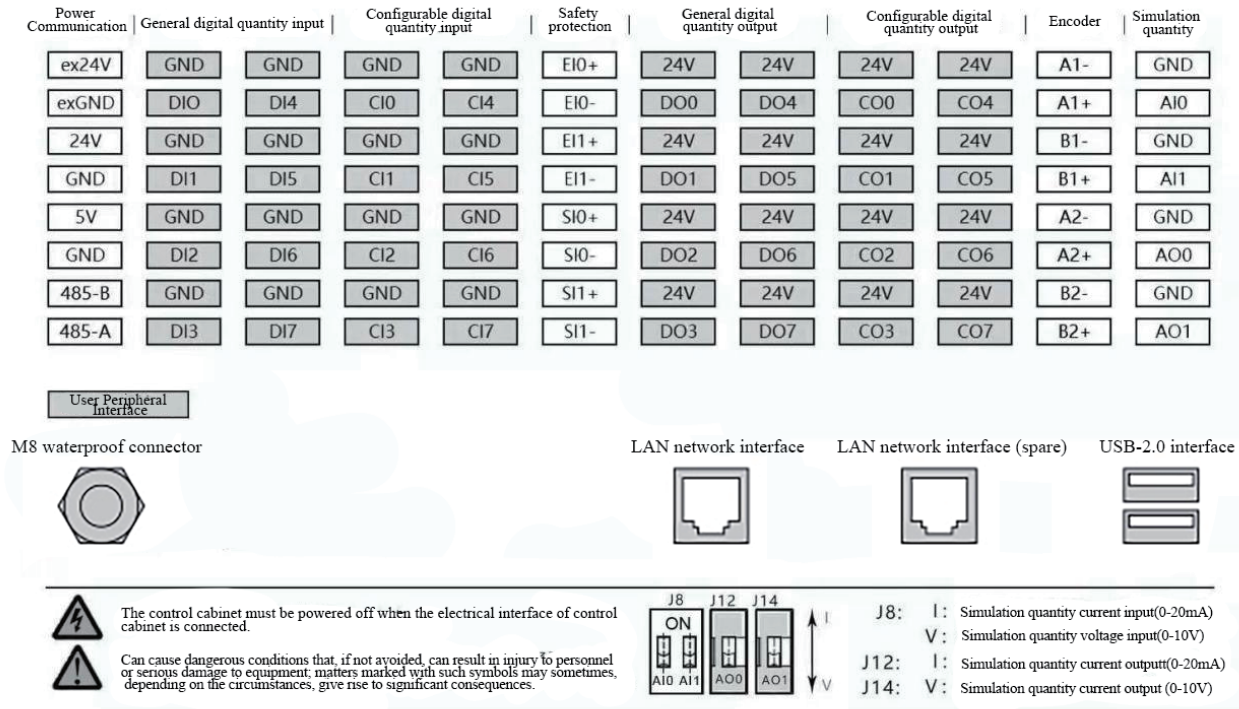 Power Communication | General digital quantity input | Configurable digital quantity input | Safety protection | General digital quantity output | Configurable digital quantity output | Encoder | Simulation quantity
ex24V GND GND GND GND EI0+ 24V 24V 24V 24V A1- GND
exGND DIO DI4 CI0 CI4 EI0- DO0 DO4 CO0 CO4 A1+ AI0
24V GND GND GND GND EI1+ 24V 24V 24V 24V B1- GND
GND DI1 DI5 CI1 CI5 EI1- DO1 DO5 CO1 CO5 B1+ AI1
5V GND GND GND GND SI0+ 24V 24V 24V 24V A2- GND
GND DI2 DI6 CI2 CI6 SI0- DO2 DO6 CO2 CO6 A2+ AO0
485-B GND GND GND GND SI1+ 24V 24V 24V 24V B2- GND
485-A DI3 DI7 CI3 CI7 SI1- DO3 DO7 CO3 CO7 B2+ AO1
User Peripheral
Interface
M8 waterproof connector
LAN network interface
LAN network interface (spare)
USB-2.0 interface
The control cabinet must be powered off when the electrical interface of control
cabinet is connected.
Can cause dangerous conditions that, if not avoided, can result in injury to personnel
or serious damage to equipment; matters marked with such symbols may sometimes,
depending on the circumstances, give rise to significant consequences.
J8 J12 J14
ON
AI0 AI1 AO0 AO1
I
V
J8: I: Simulation quantity current input(0-20mA)
V: Simulation quantity voltage input(0-10V)
J12: I: Simulation quantity current outputt(0-20mA)
J14: V: Simulation quantity current output (0-10V)